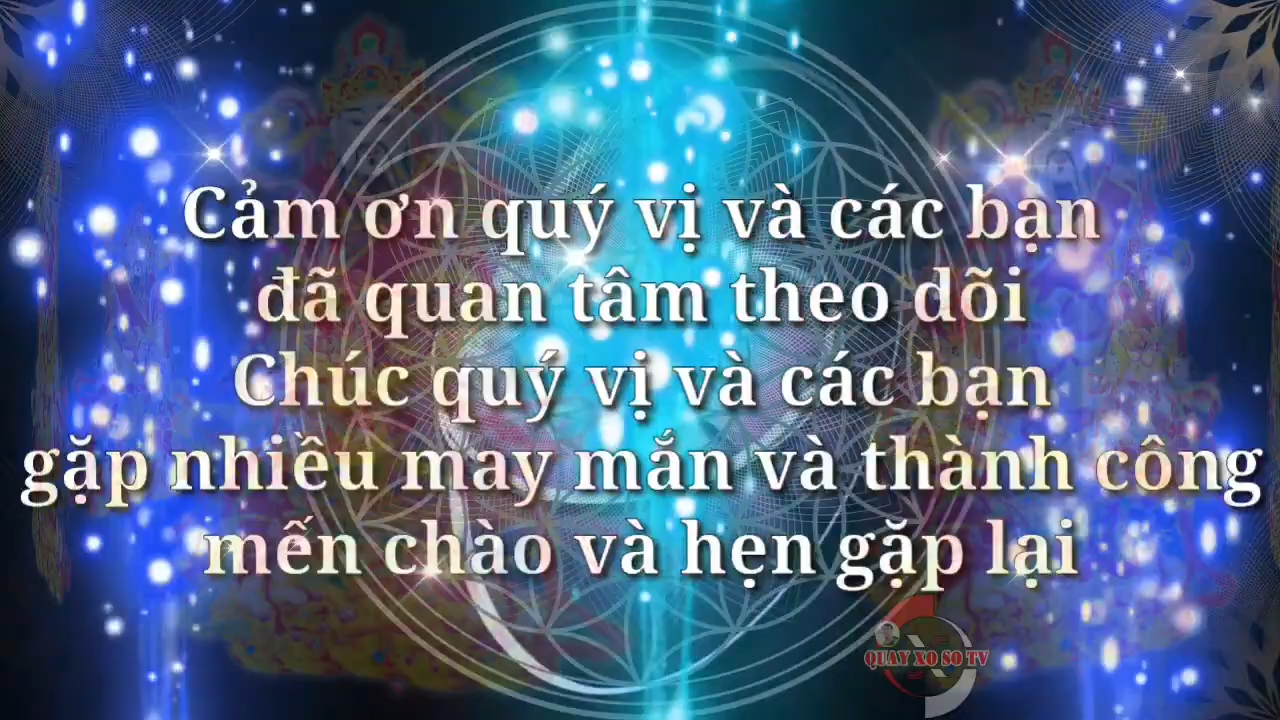 Cảm ơn quý vị và các bạn
đã quan tâm theo dõi
Chúc quý vị và các bạn
gặp nhiều may mắn và thành công
mến chào và hẹn gặp lại
QUAY XO SO TV